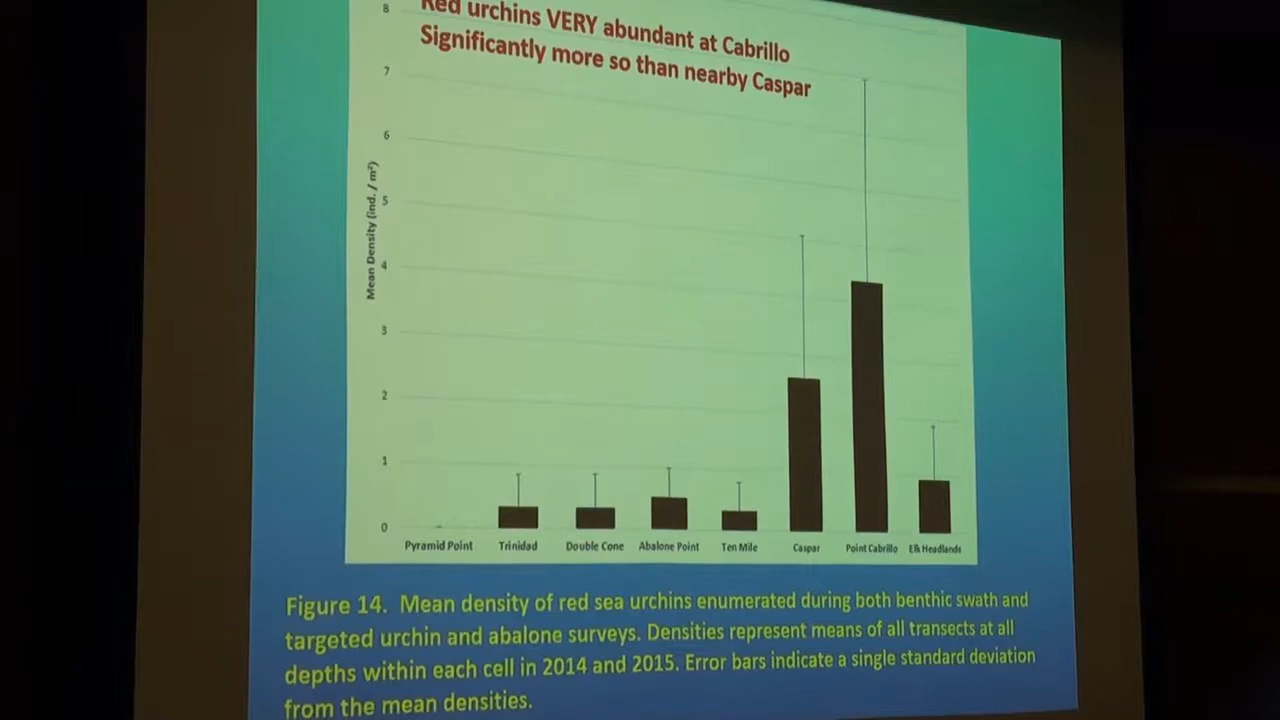 Red urchins VERY abundant at Cabrillo
Significantly more so than nearby Caspar
8
7
6
5
4
3
2
1
0
Mean Density (ind. / m²)
Pyramid Point Trinidad Double Cone Abalone Point Ten Mile Caspar Point Cabrillo Elk Headlands
Figure 14. Mean density of red sea urchins enumerated during both benthic swath and
targeted urchin and abalone surveys. Densities represent means of all transects at all
depths within each cell in 2014 and 2015. Error bars indicate a single standard deviation
from the mean densities.